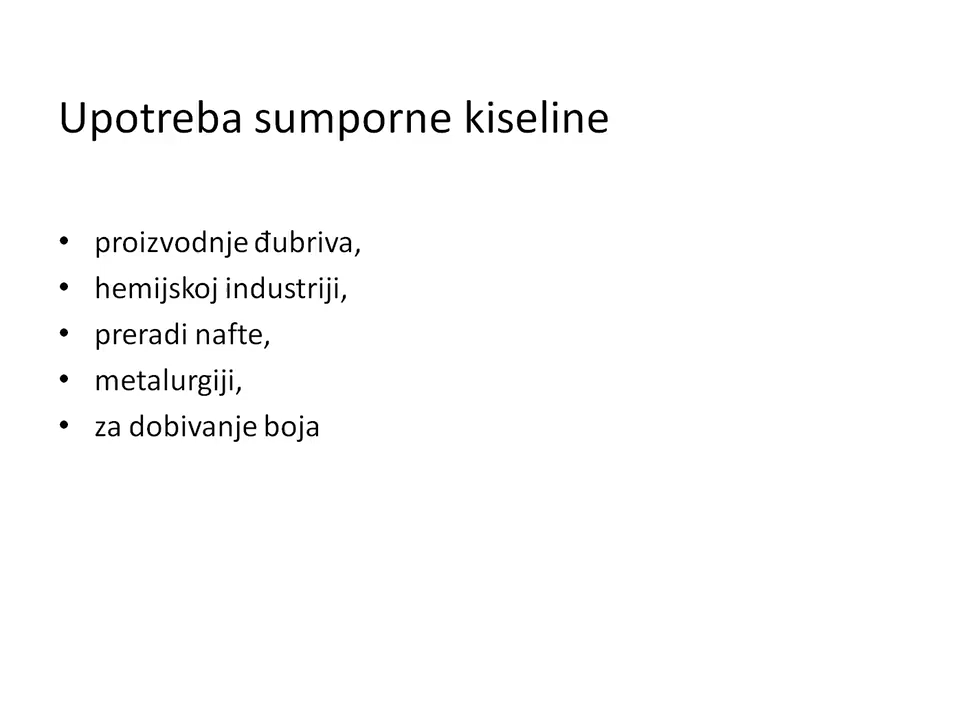 Upotreba sumporne kiseline
• proizvodnje đubriva,
• hemijskoj industriji,
• preradi nafte,
• metalurgiji,
• za dobivanje boja